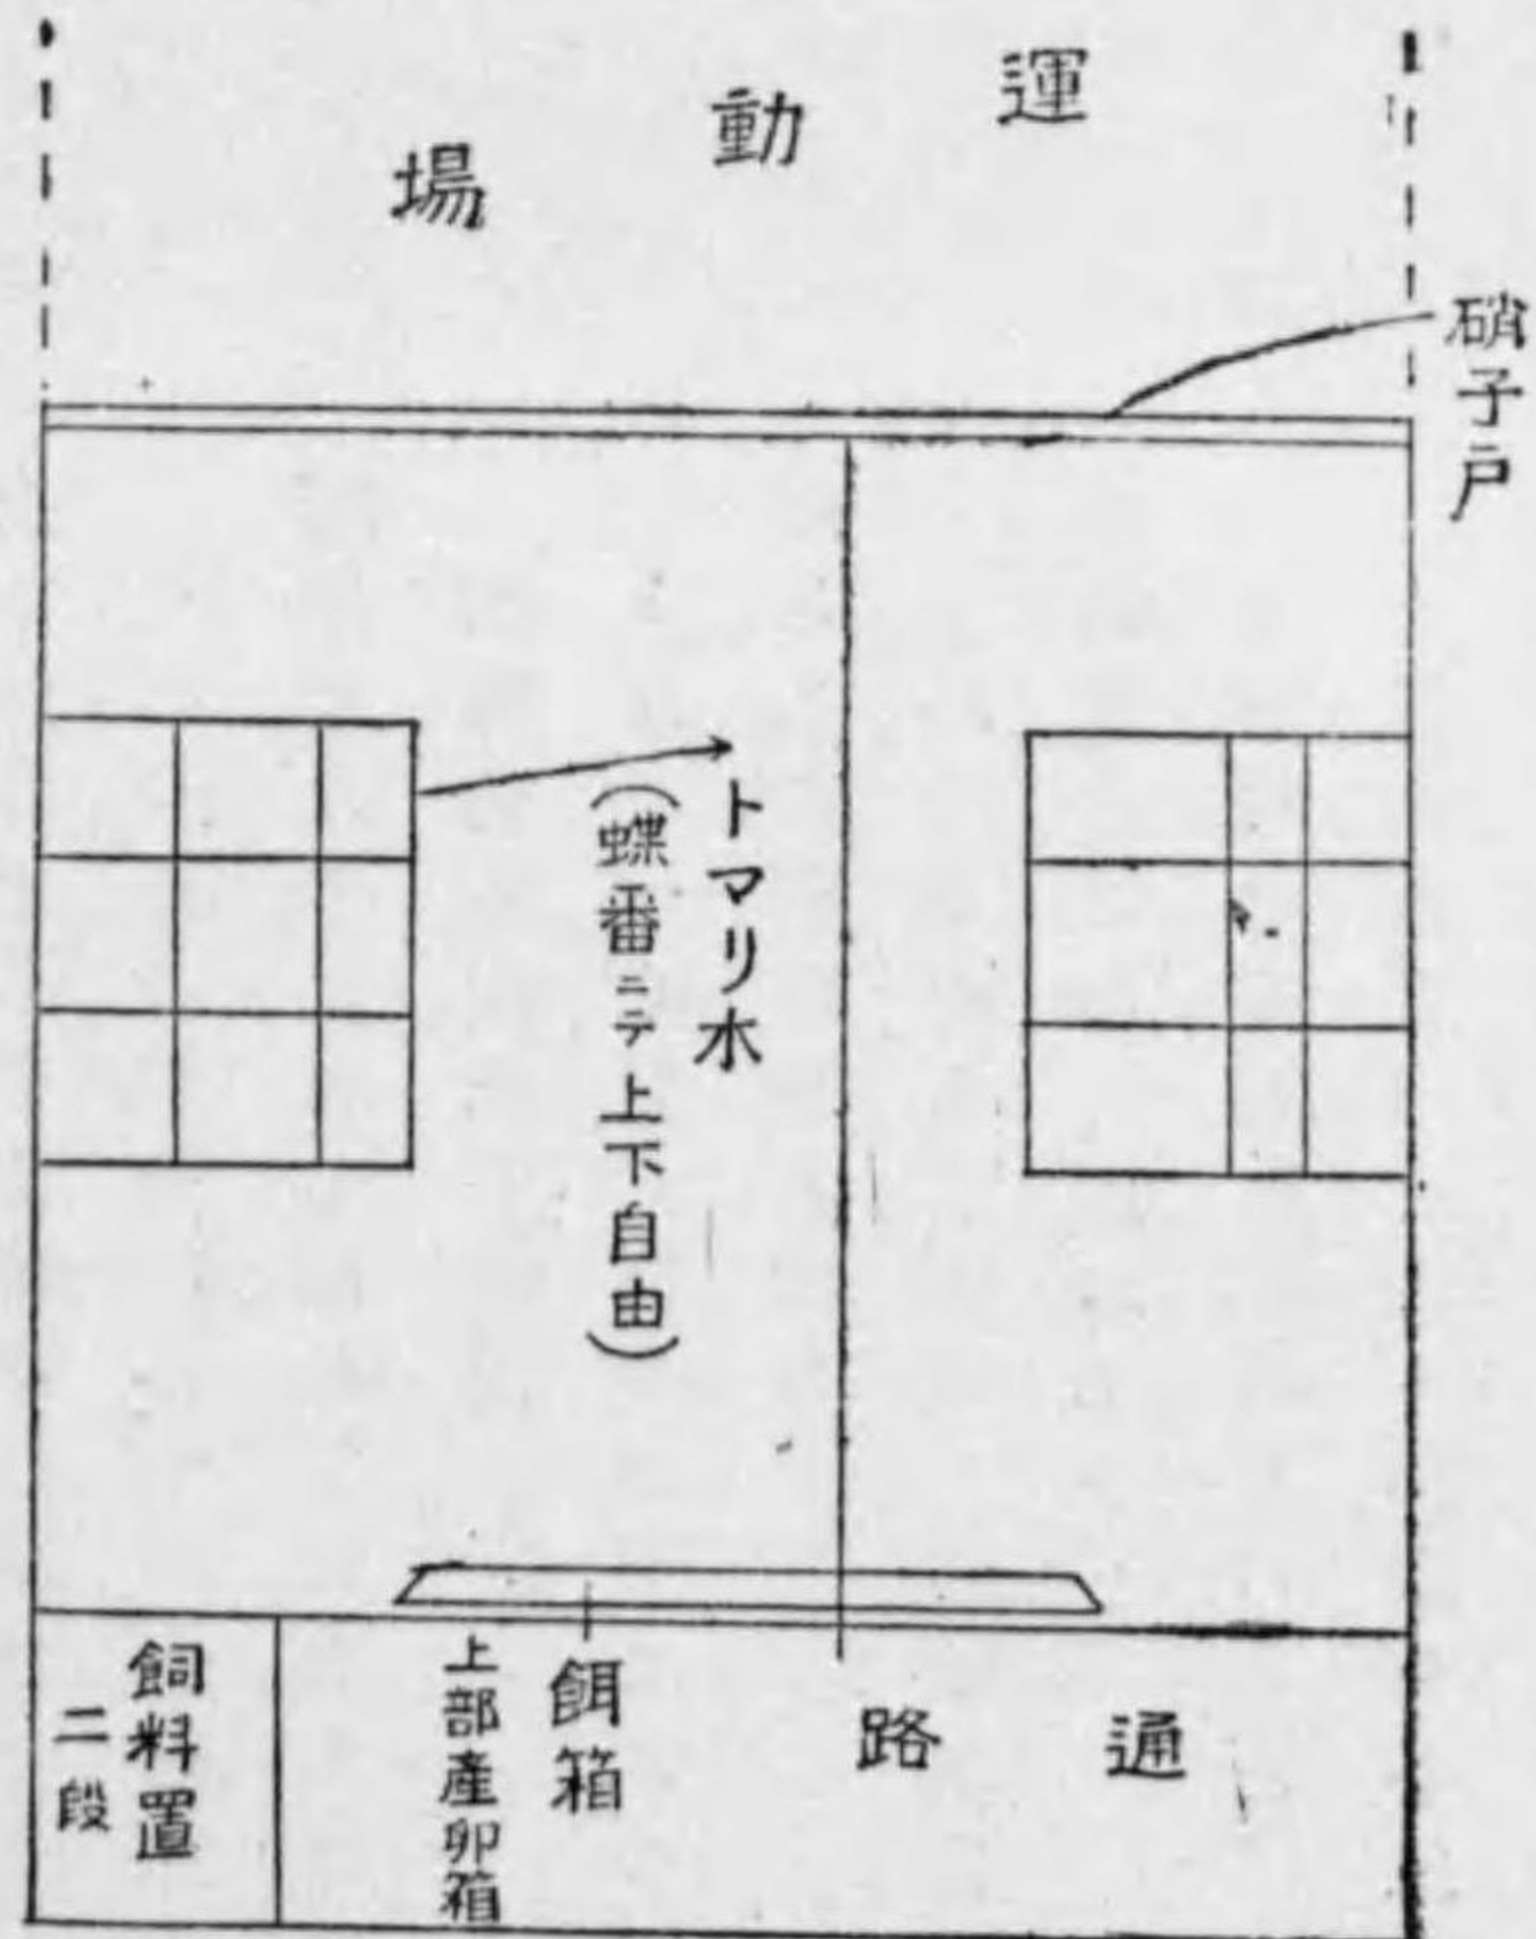 運動場
硝子戸
トマリ木
（蝶番ニテ上下自由）
通路
餌箱
上部產卵箱
飼料置
二段